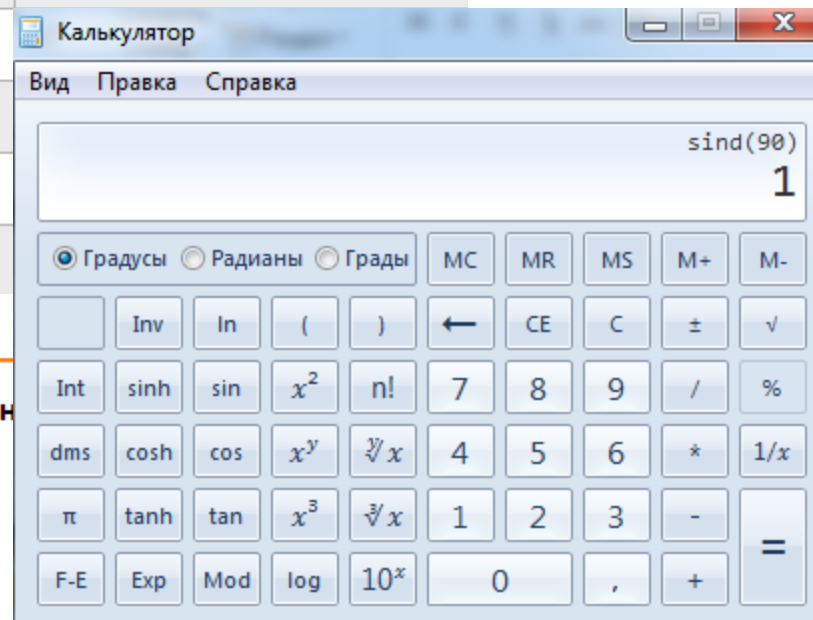 Калькулятор
Вид Правка Справка
sind(90)
1
Градусы Радианы Грады MC MR MS M+ M-
Inv ln ( ) ← CE C ± √
Int sinh sin x² n! 7 8 9 / %
dms cosh cos xʸ ʸ√x 4 5 6 * 1/x
π tanh tan x³ ³√x 1 2 3 - =
F-E Exp Mod log 10ˣ 0 , +